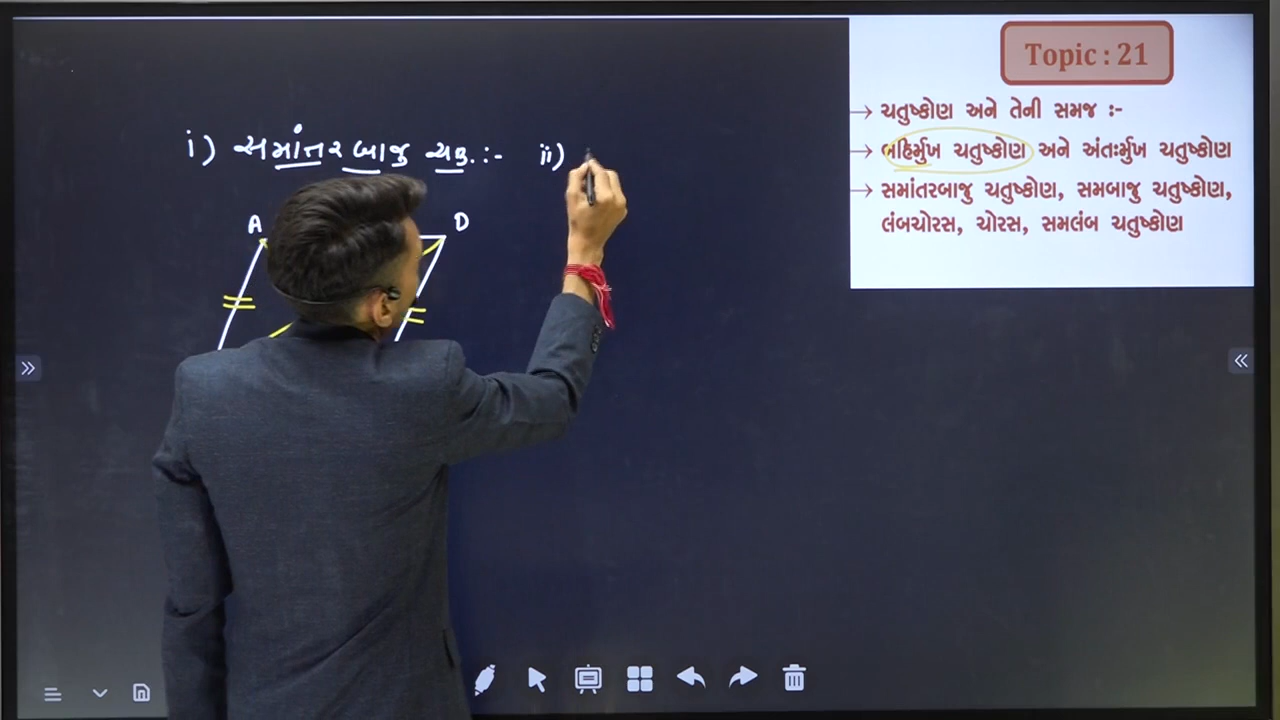 Topic : 21
→ ચતુષ્કોણ અને તેની સમજ :-
→ બહિર્મુખ ચતુષ્કોણ અને અંતઃર્મુખ ચતુષ્કોણ
→ સમાંતરબાજુ ચતુષ્કોણ, સમબાજુ ચતુષ્કોણ,
લંબચોરસ, ચોરસ, સમલંબ ચતુષ્કોણ
i) સમાંતર બાજુ ચતુ. :- ii)
A D